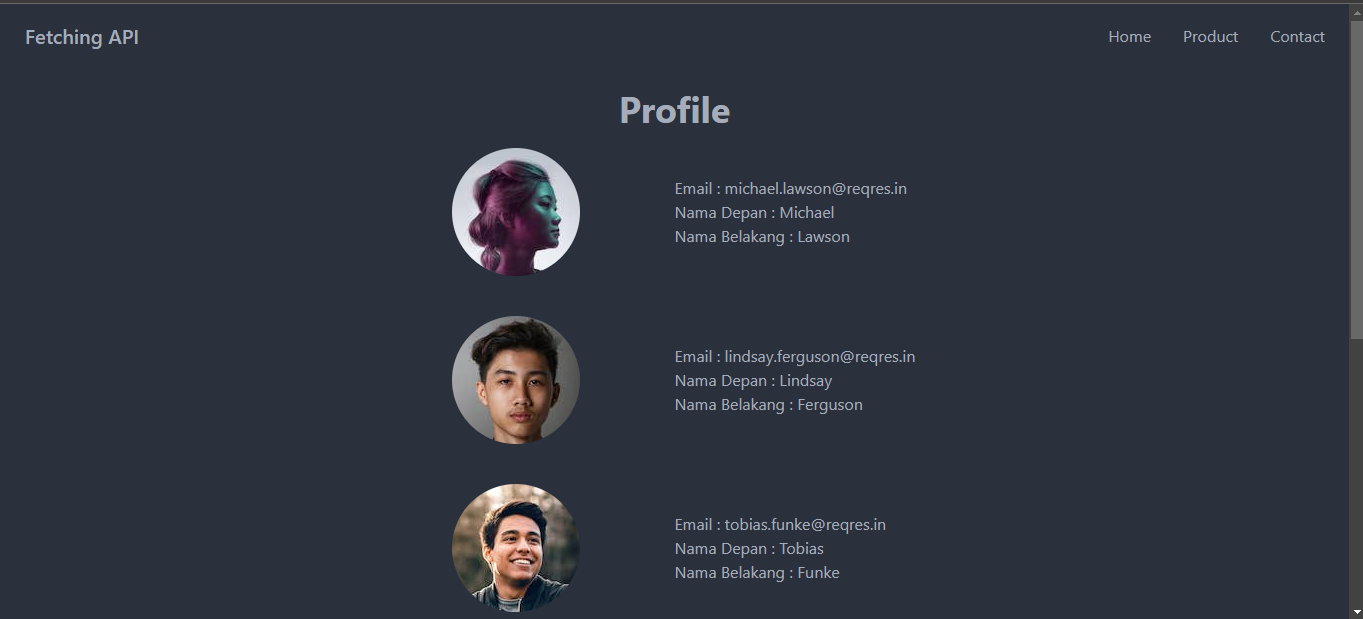 Fetching API
Home Product Contact
Profile
Email : michael.lawson@reqres.in
Nama Depan : Michael
Nama Belakang : Lawson
Email : lindsay.ferguson@reqres.in
Nama Depan : Lindsay
Nama Belakang : Ferguson
Email : tobias.funke@reqres.in
Nama Depan : Tobias
Nama Belakang : Funke